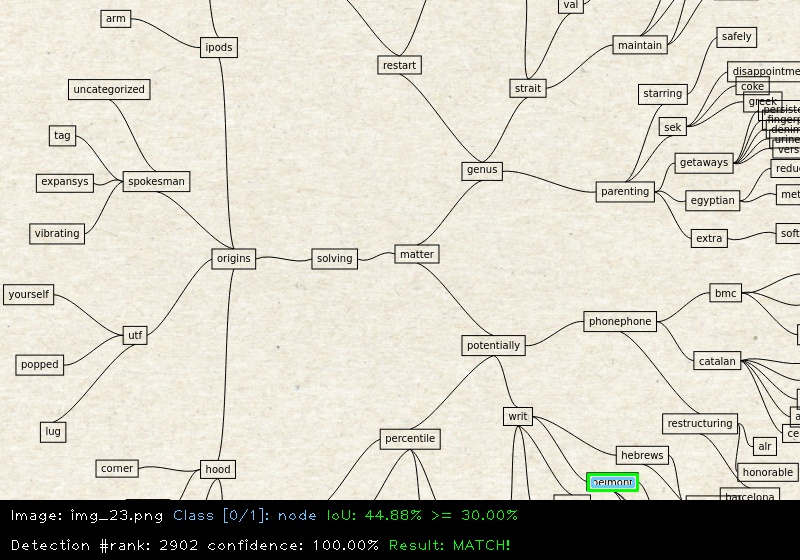 val
arm
safely
maintain
ipods
restart
disappointme
coke
uncategorized
strait
starring
greek
sek
tag
getaways
genus
expansys
spokesman
parenting
egyptian
vibrating
extra
soft
origins
solving
matter
yourself
bmc
phonephone
utf
potentially
popped
catalan
writ
restructuring
lug
percentile
alr
hebrews
corner
hood
honorable
belmont
barcelona
Image: img_23.png Class [0/1]: node IoU: 44.88% >= 30.00%
Detection #rank: 2902 confidence: 100.00% Result: MATCH!